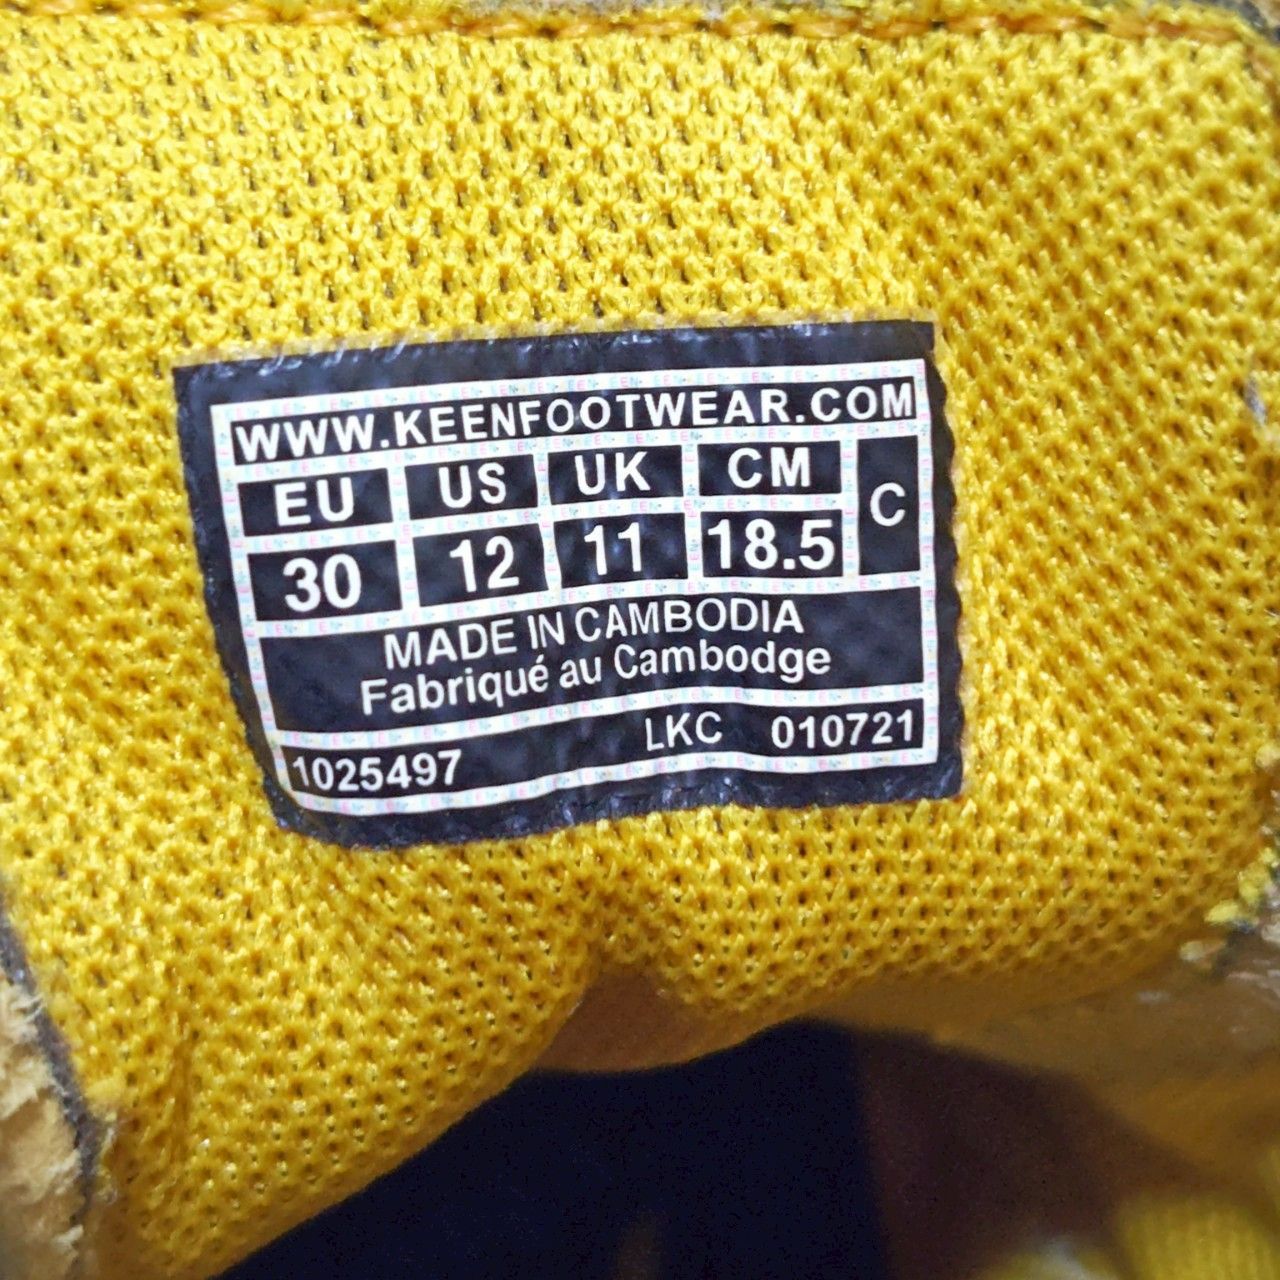 WWW.KEENFOOTWEAR.COM
EU US UK CM C
30 12 11 18.5
MADE IN CAMBODIA
Fabriqué au Cambodge
1025497 LKC 010721